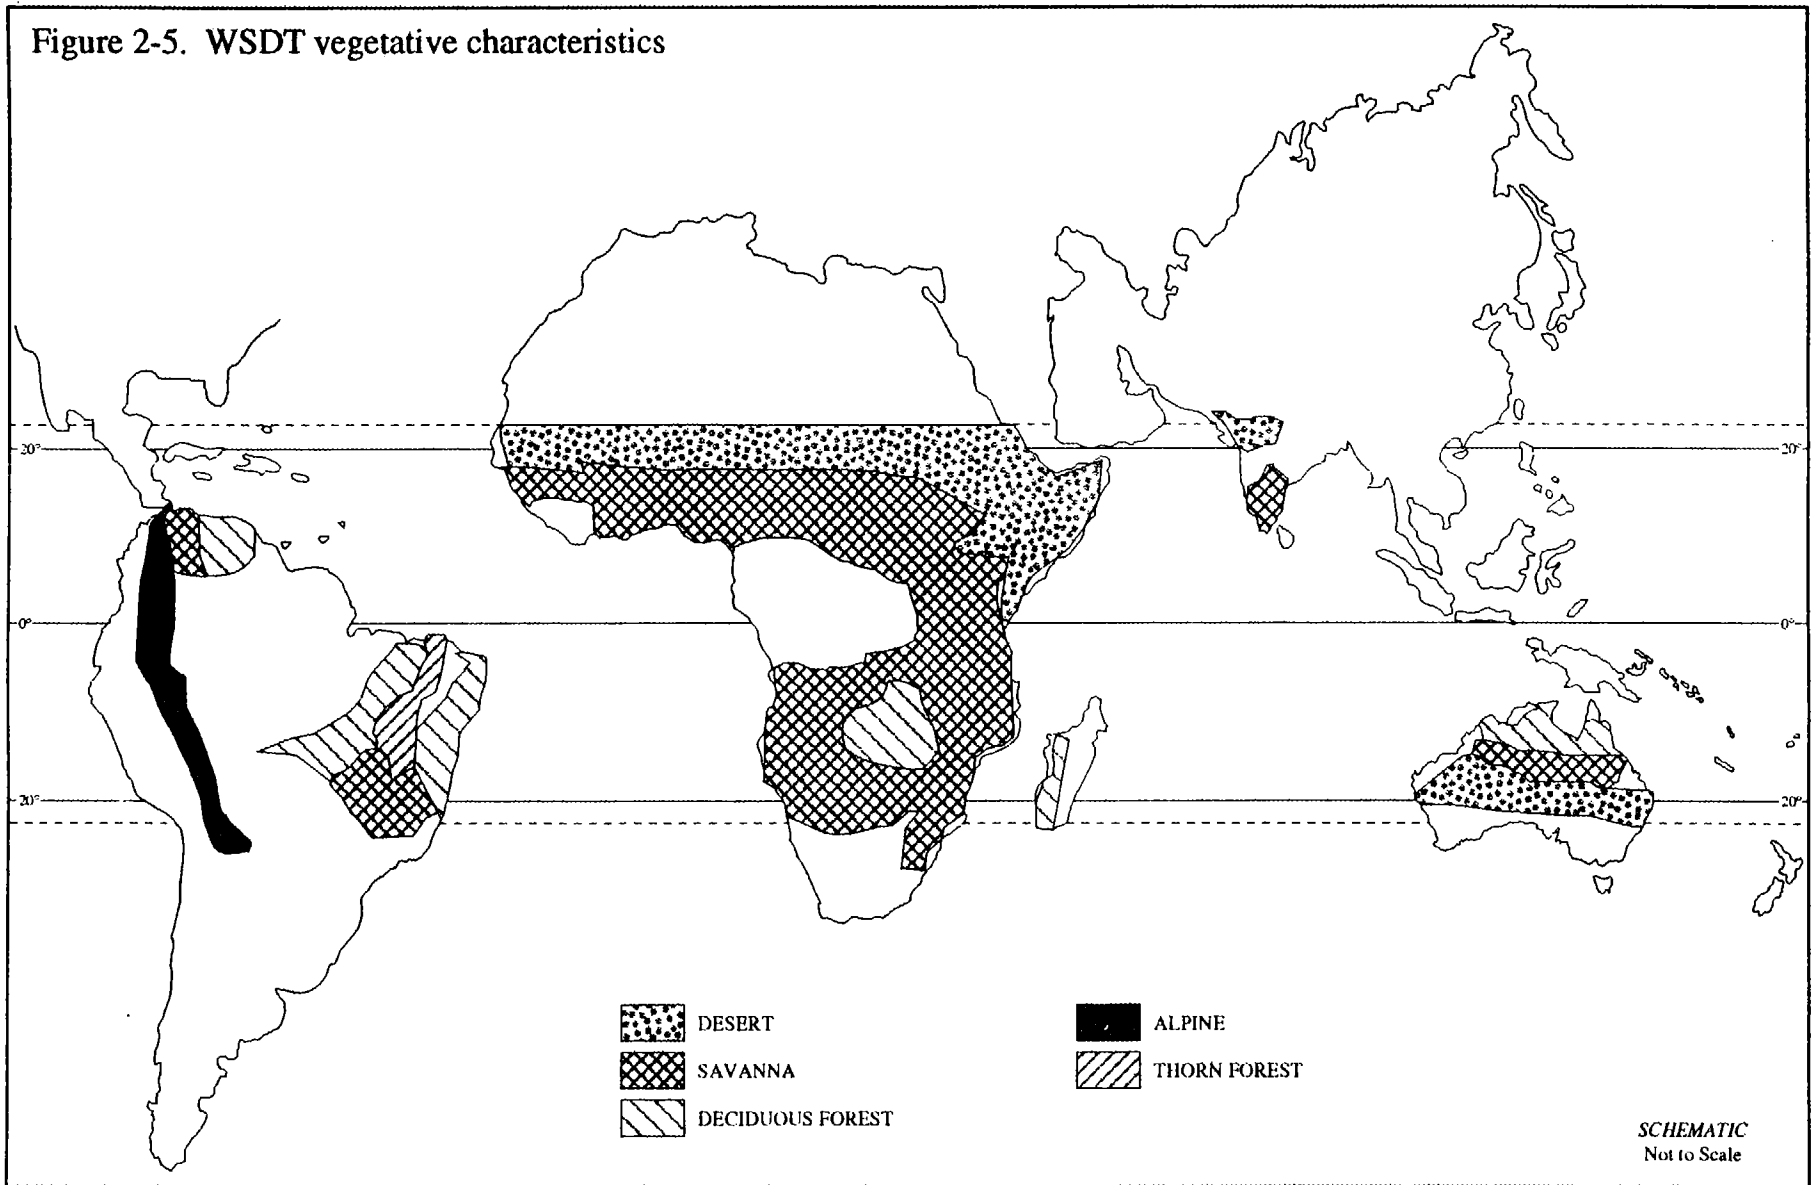 Figure 2-5. WSDT vegetative characteristics
20°
20°
0°
0°
20°
20°
DESERT
SAVANNA
DECIDUOUS FOREST
ALPINE
THORN FOREST
SCHEMATIC
Not to Scale